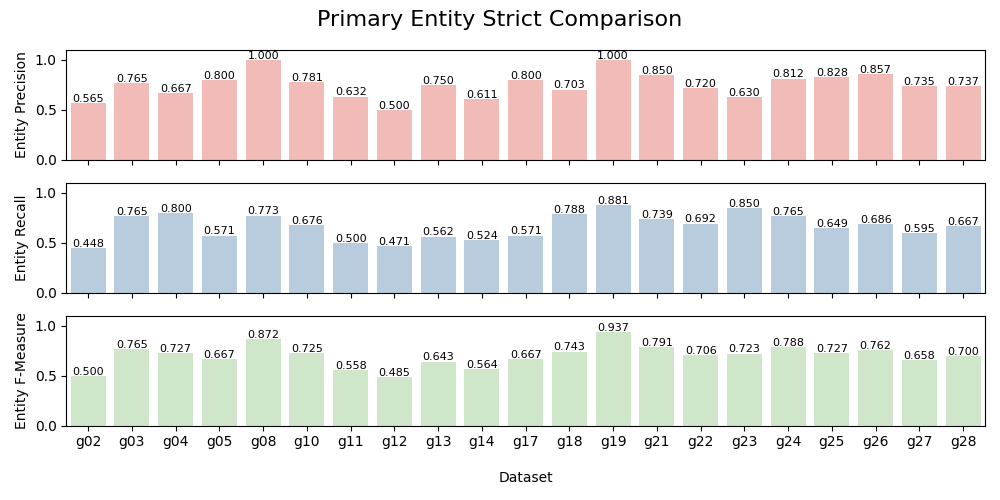 Primary Entity Strict Comparison
Entity Precision
1.0
0.5
0.0
0.565 0.765 0.667 0.800 1.000 0.781 0.632 0.500 0.750 0.611 0.800 0.703 1.000 0.850 0.720 0.630 0.812 0.828 0.857 0.735 0.737
Entity Recall
1.0
0.5
0.0
0.448 0.765 0.800 0.571 0.773 0.676 0.500 0.471 0.562 0.524 0.571 0.788 0.881 0.739 0.692 0.850 0.765 0.649 0.686 0.595 0.667
Entity F-Measure
1.0
0.5
0.0
0.500 0.765 0.727 0.667 0.872 0.725 0.558 0.485 0.643 0.564 0.667 0.743 0.937 0.791 0.706 0.723 0.788 0.727 0.762 0.658 0.700
g02 g03 g04 g05 g08 g10 g11 g12 g13 g14 g17 g18 g19 g21 g22 g23 g24 g25 g26 g27 g28
Dataset